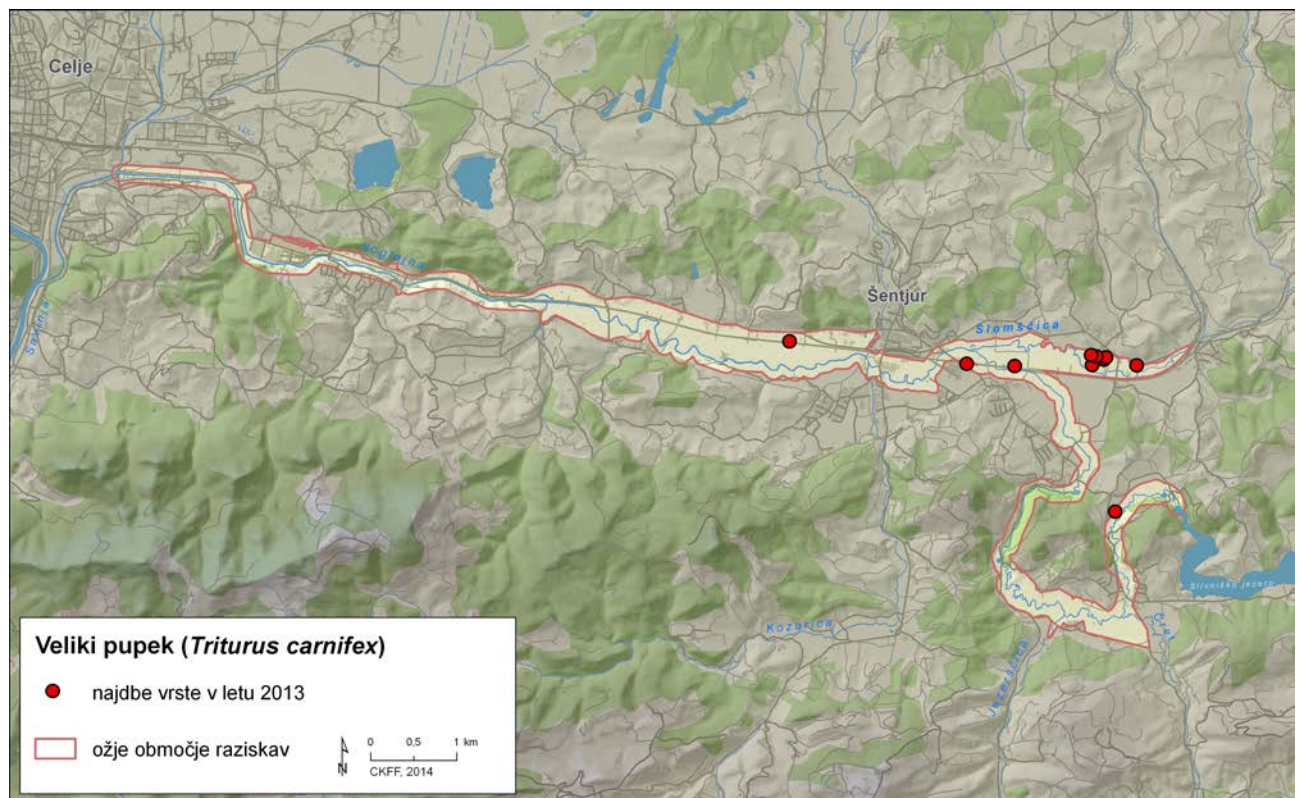 Celje
Voglajna
Savinja
Šentjur
Slomščica
Slivniško jezero
Čret
Kozarica
Jezerščica
Veliki pupek (Triturus carnifex)
najdbe vrste v letu 2013
ožje območje raziskav
N
0 0,5 1 km
CKFF, 2014